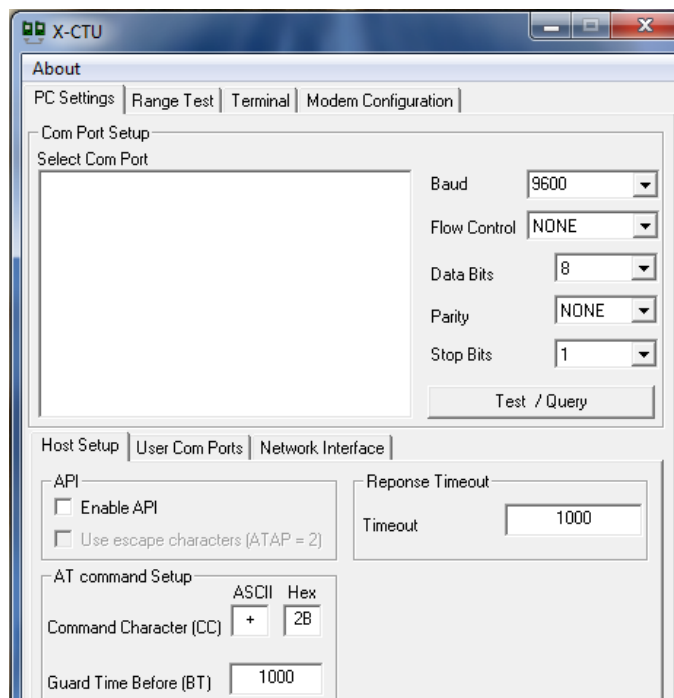 X-CTU
About
PC Settings Range Test Terminal Modem Configuration
Com Port Setup
Select Com Port
Baud 9600
Flow Control NONE
Data Bits 8
Parity NONE
Stop Bits 1
Test / Query
Host Setup User Com Ports Network Interface
API
Enable API
Use escape characters (ATAP = 2)
Reponse Timeout
Timeout 1000
AT command Setup
ASCII Hex
Command Character (CC) + 2B
Guard Time Before (BT) 1000